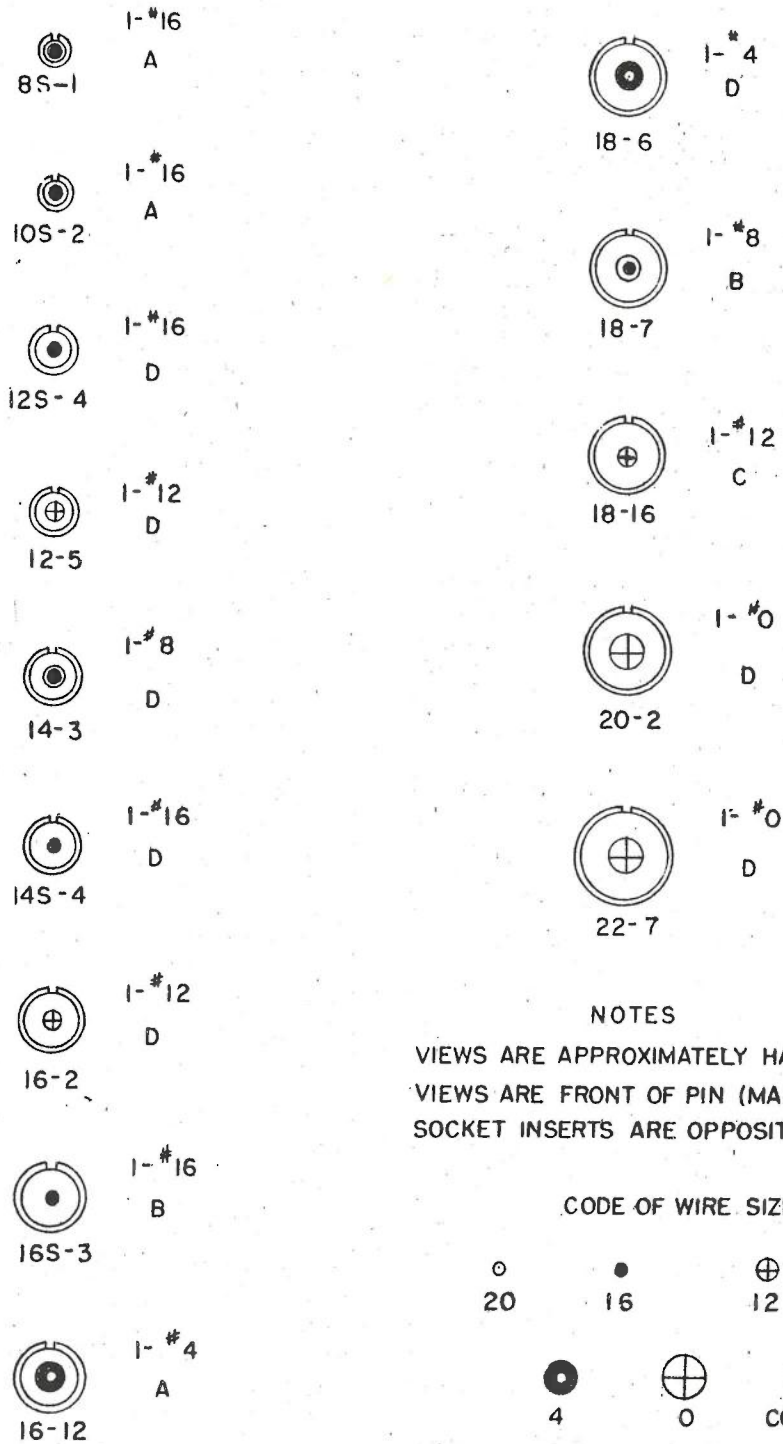 1-#16
A
8S-1
1-#16
A
10S-2
1-#16
D
12S-4
1-#12
D
12-5
1-#8
D
14-3
1-#16
D
14S-4
1-#12
D
16-2
1-#16
B
16S-3
1-#4
A
16-12
1-#4
D
18-6
1-#8
B
18-7
1-#12
C
18-16
1-#0
D
20-2
1-#0
D
22-7
NOTES
VIEWS ARE APPROXIMATELY HA
VIEWS ARE FRONT OF PIN (MA
SOCKET INSERTS ARE OPPOSIT
CODE OF WIRE SIZ
20 16 12
4 0 CO